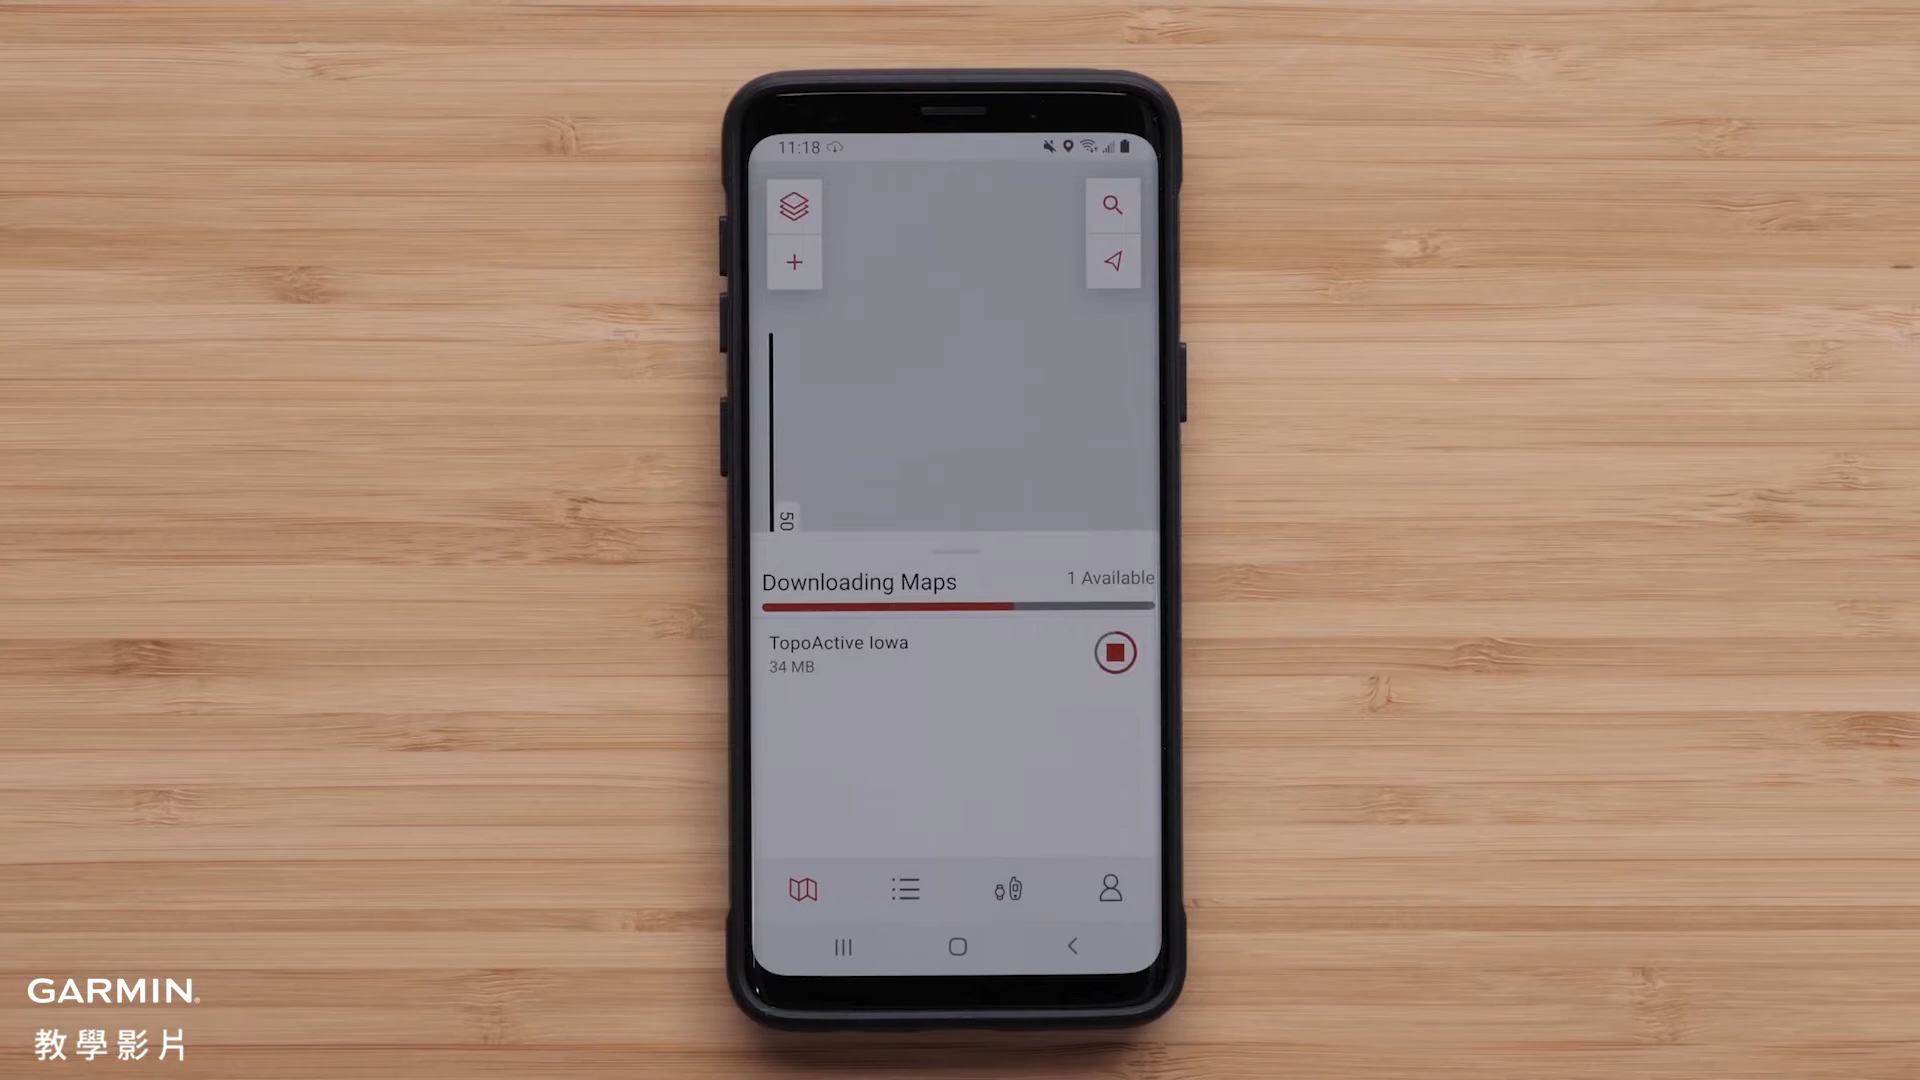 11:18
50
Downloading Maps
1 Available
TopoActive Iowa
34 MB
GARMIN
教學影片